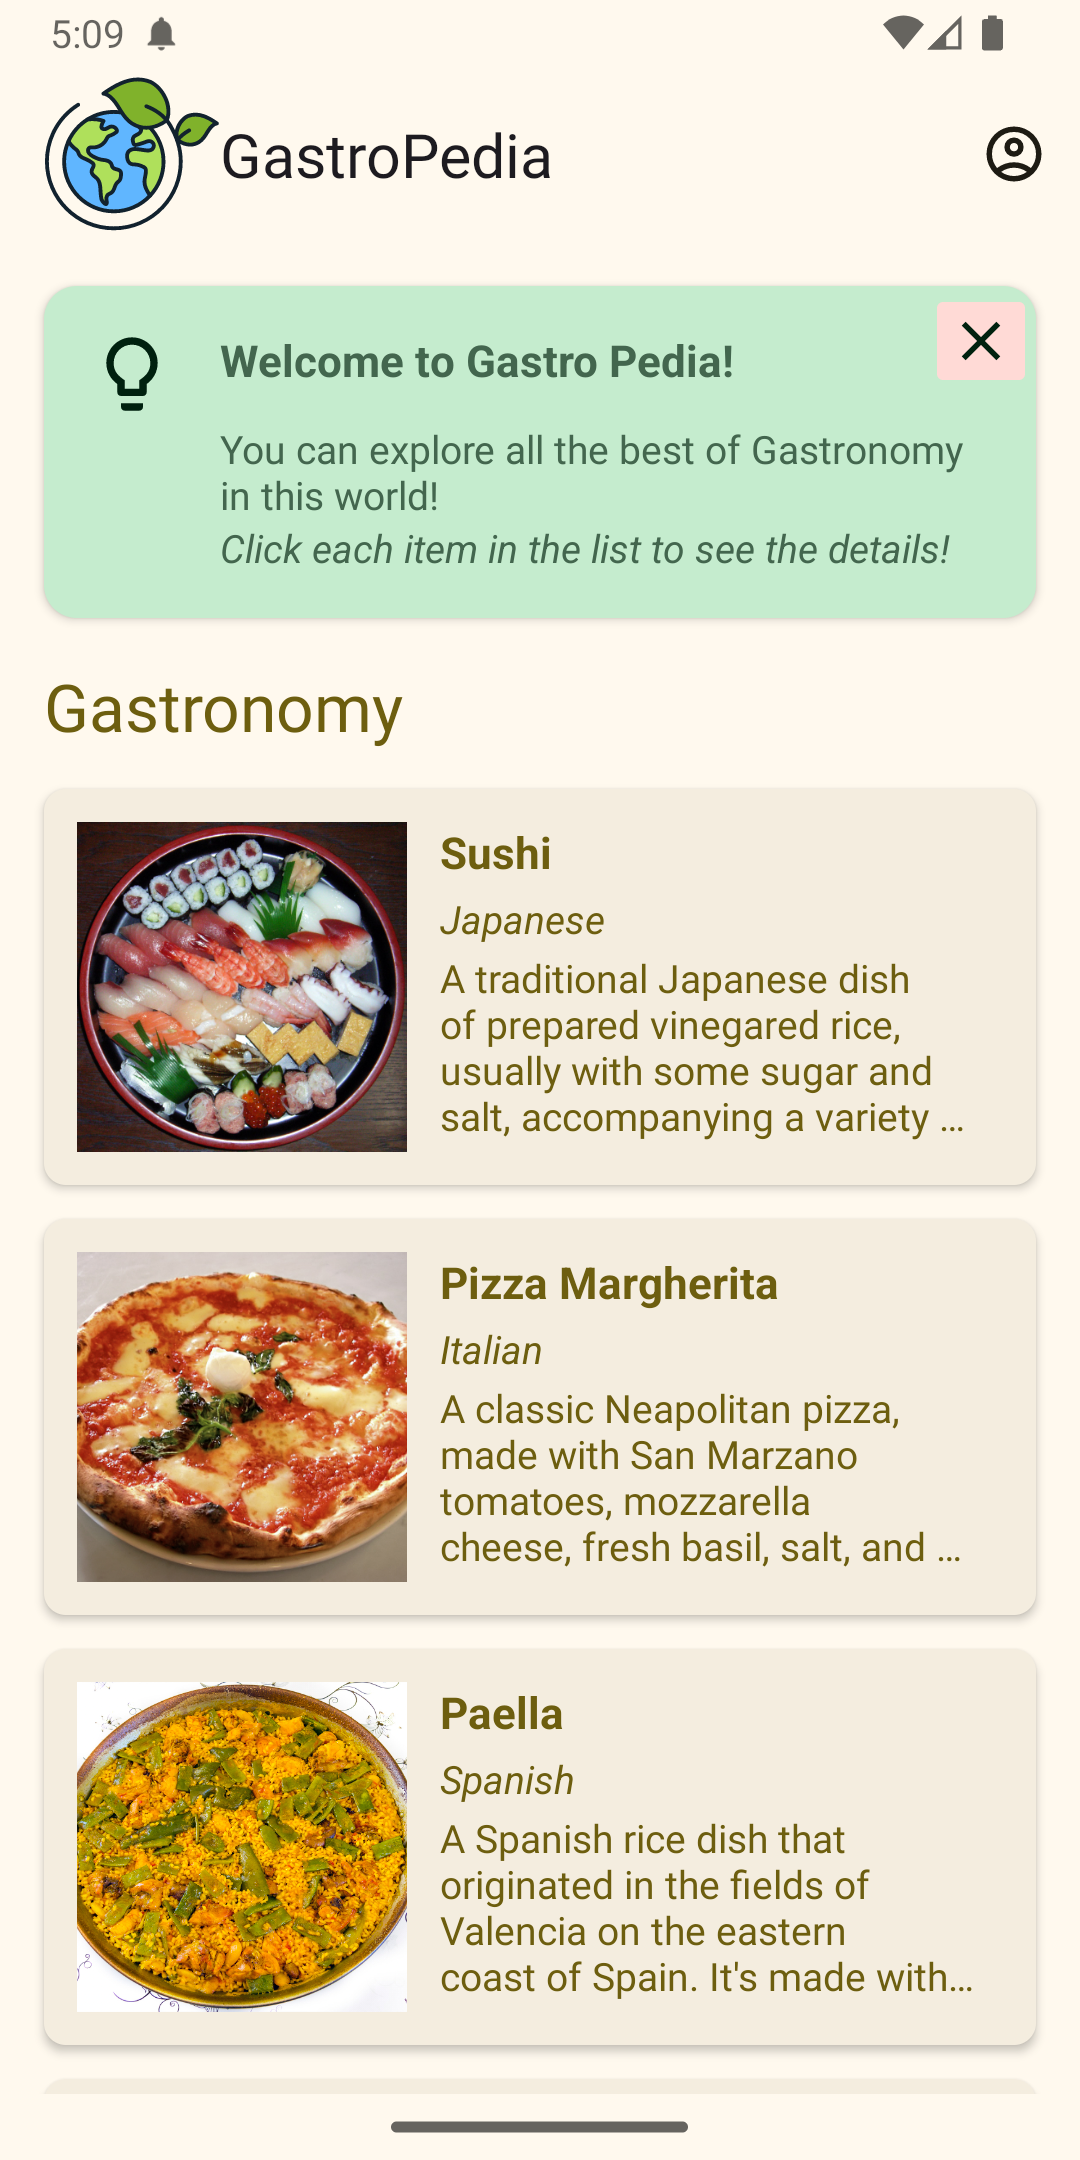 5:09
GastroPedia
Welcome to Gastro Pedia!
You can explore all the best of Gastronomy
in this world!
Click each item in the list to see the details!
Gastronomy
Sushi
Japanese
A traditional Japanese dish
of prepared vinegared rice,
usually with some sugar and
salt, accompanying a variety ...
Pizza Margherita
Italian
A classic Neapolitan pizza,
made with San Marzano
tomatoes, mozzarella
cheese, fresh basil, salt, and ...
Paella
Spanish
A Spanish rice dish that
originated in the fields of
Valencia on the eastern
coast of Spain. It's made with...